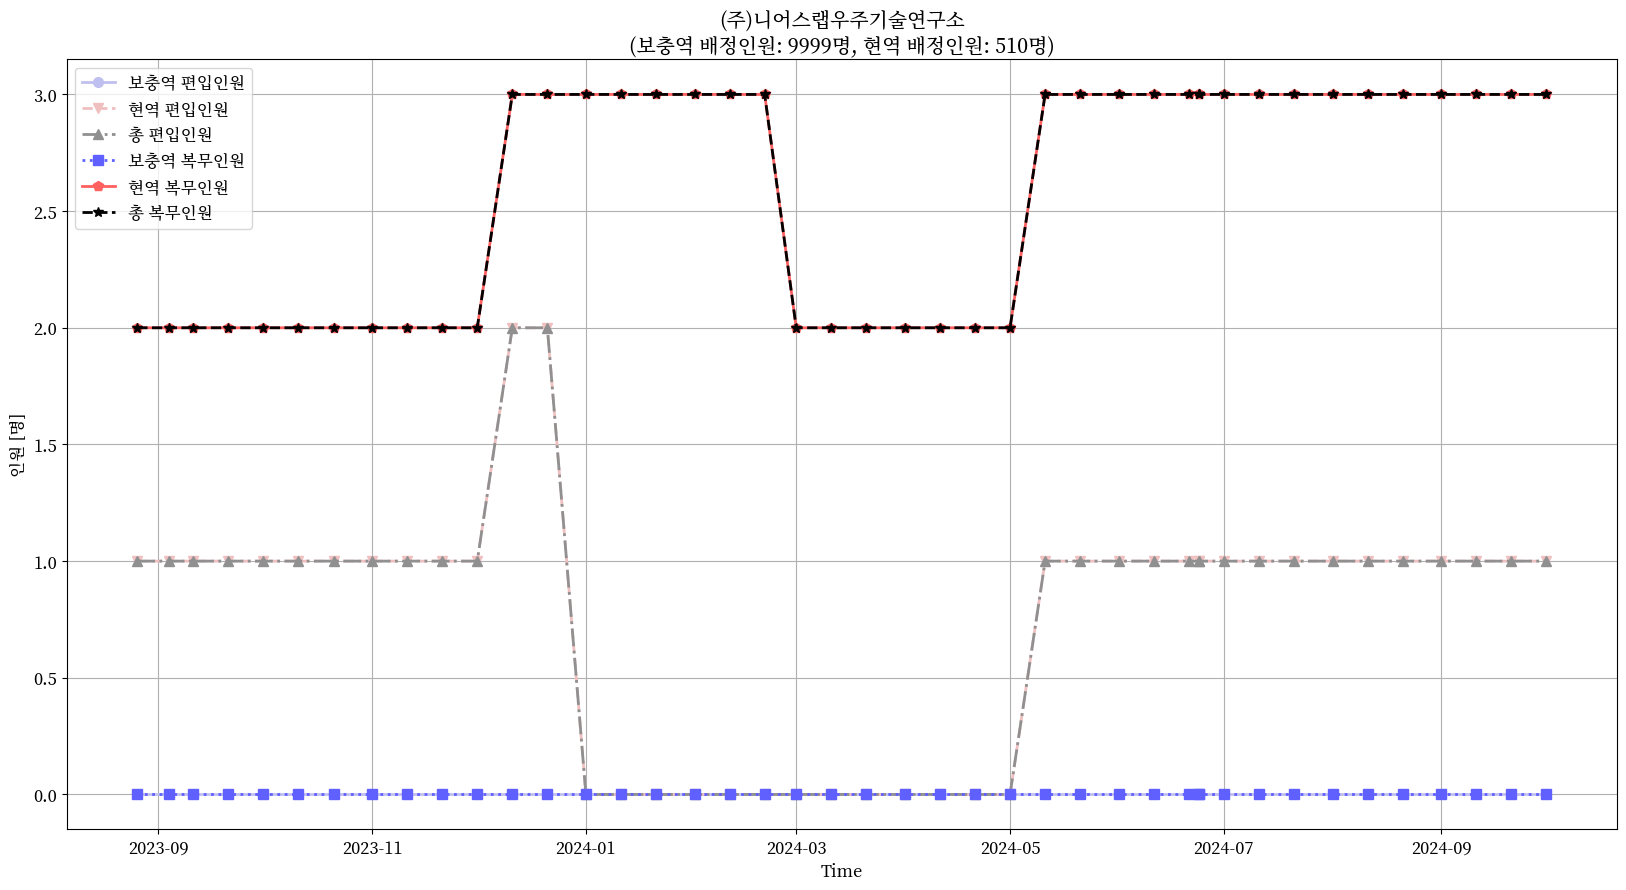 (주)니어스랩우주기술연구소
(보충역 배정인원: 9999명, 현역 배정인원: 510명)
보충역 편입인원
현역 편입인원
총 편입인원
보충역 복무인원
현역 복무인원
총 복무인원
3.0
2.5
2.0
1.5
1.0
0.5
0.0
인원 [명]
2023-09 2023-11 2024-01 2024-03 2024-05 2024-07 2024-09
Time